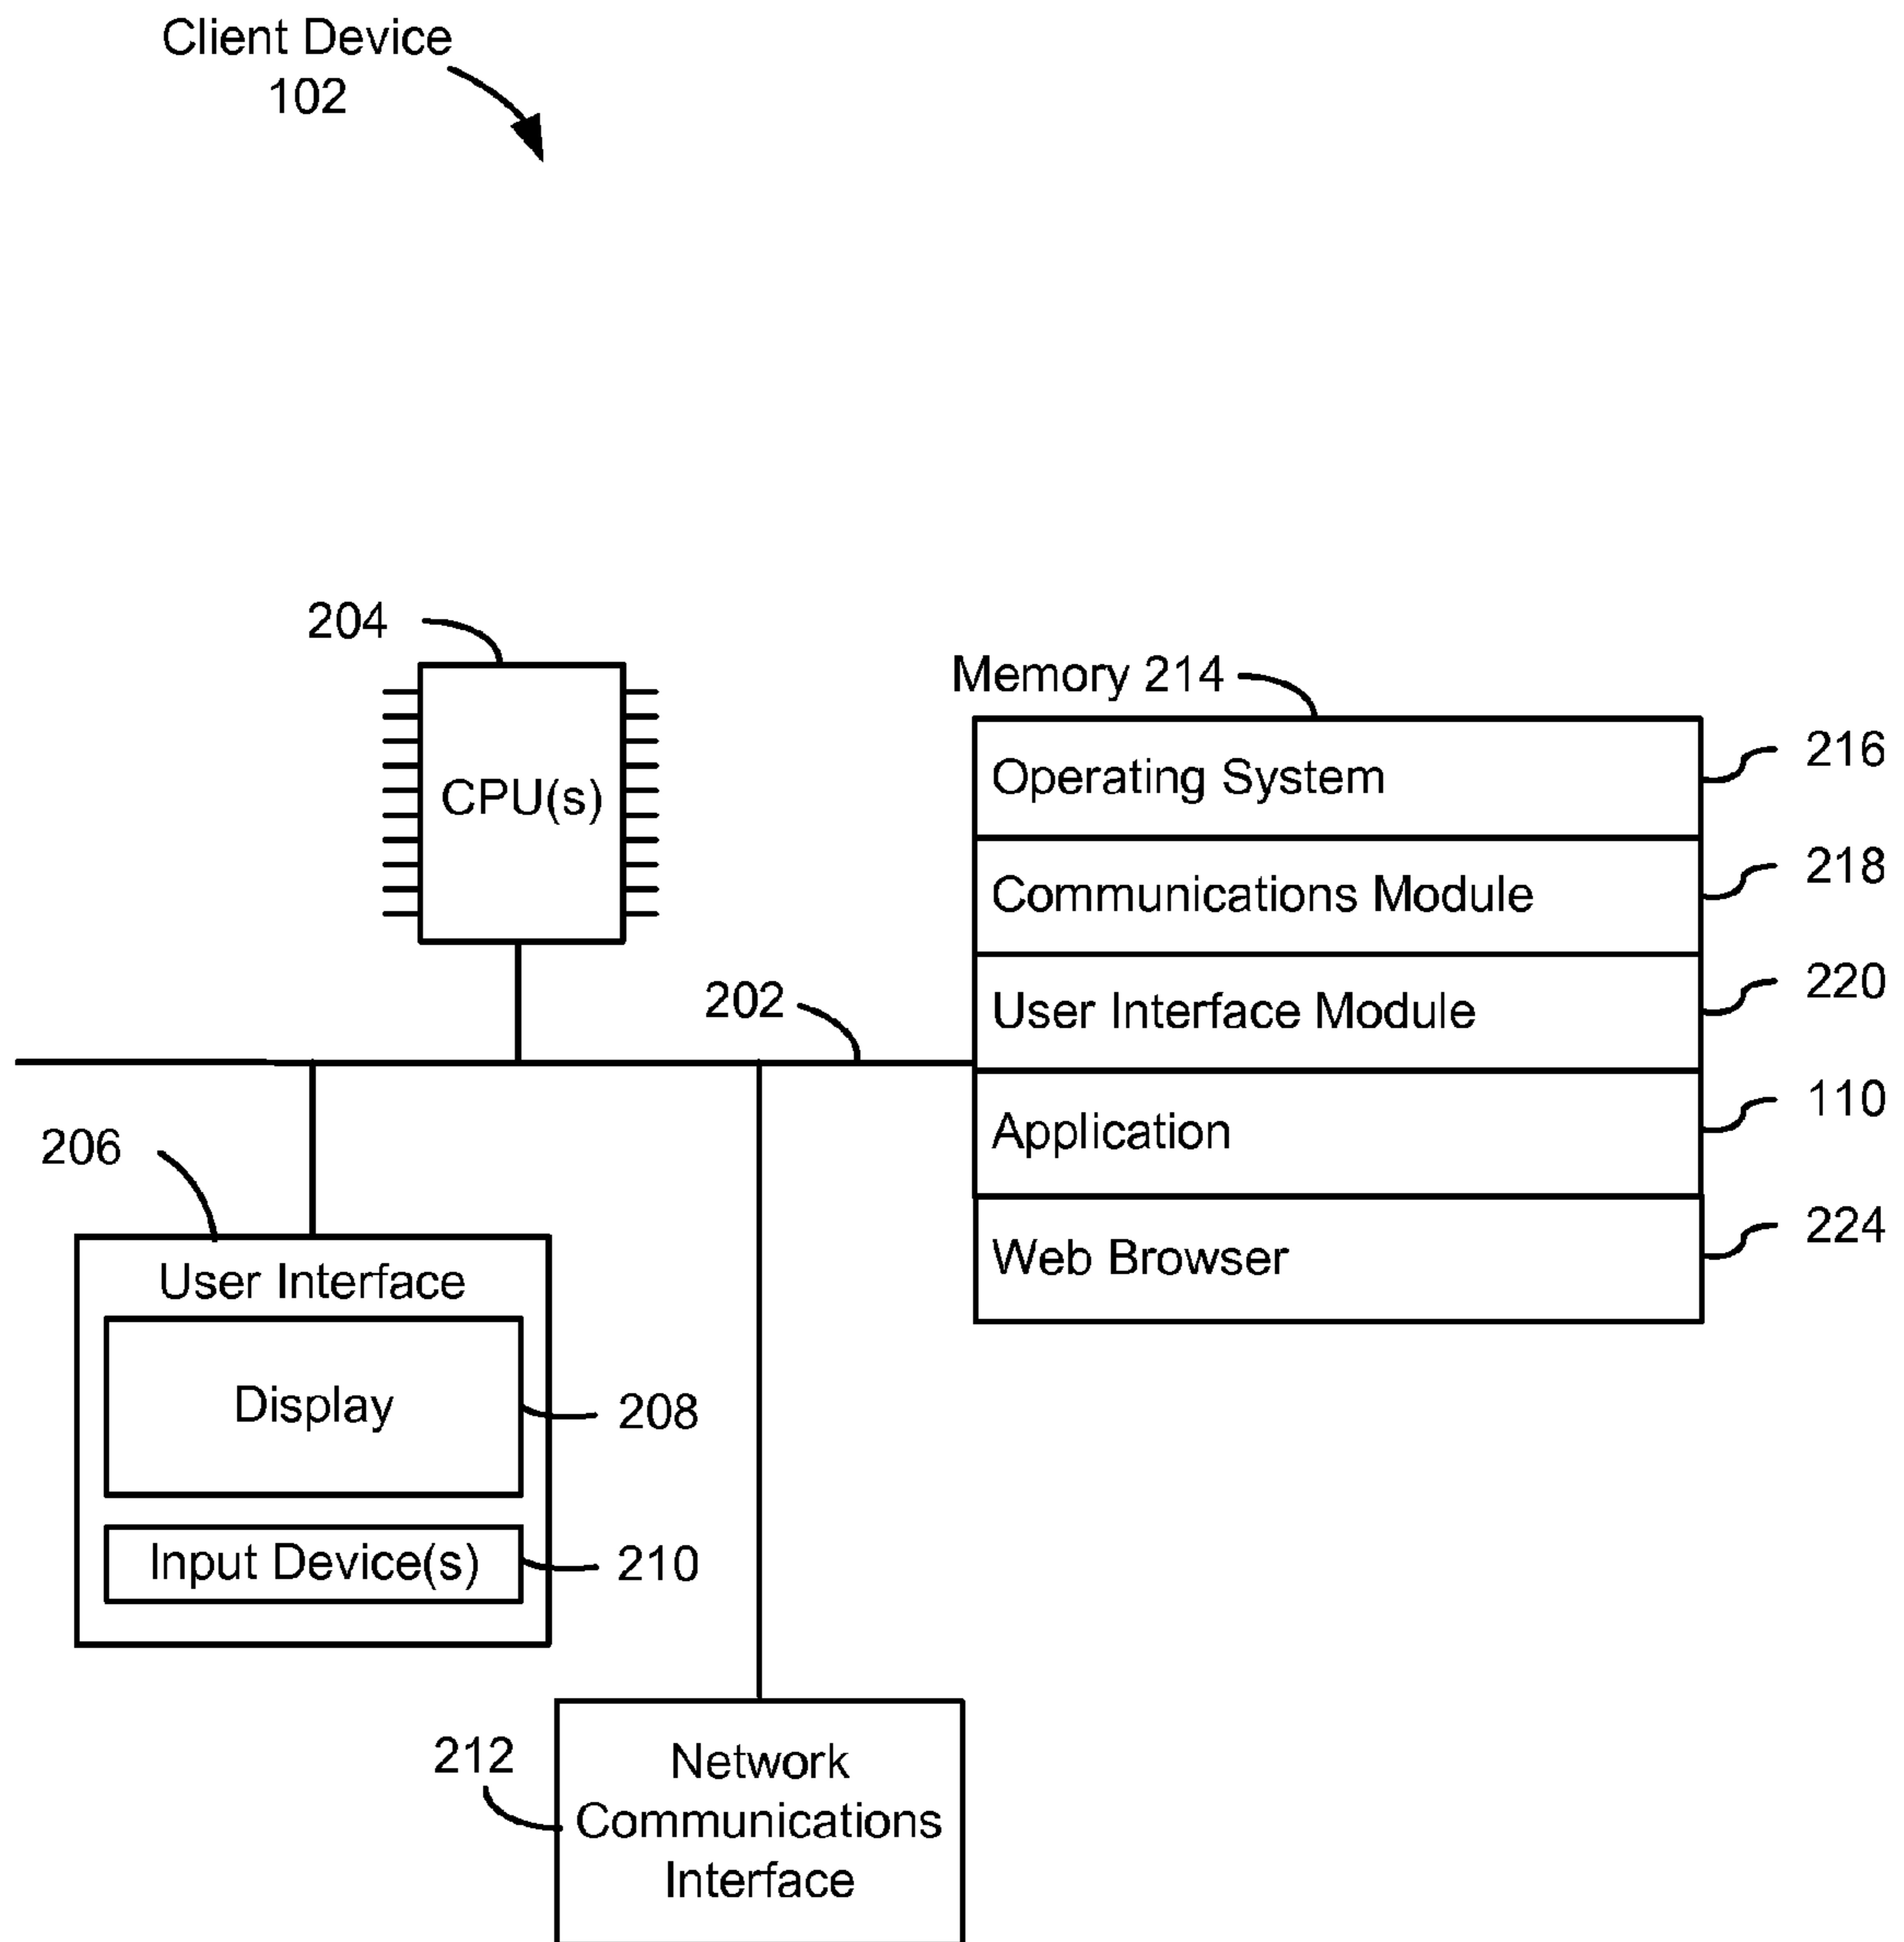 Client Device
102
204
CPU(s)
Memory 214
Operating System
216
Communications Module
218
User Interface Module
220
Application
110
Web Browser
224
202
206
User Interface
Display
208
Input Device(s)
210
212
Network
Communications
Interface